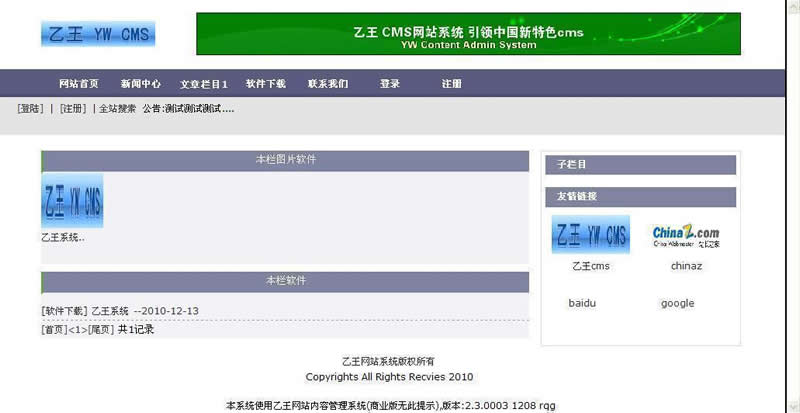 乙王 YW CMS
乙王 CMS网站系统 引领中国新特色cms
YW Content Admin System
网站首页 新闻中心 文章栏目1 软件下载 联系我们 登录 注册
[登陆] | [注册] | 全站搜索 公告:测试测试测试....
本栏图片软件
乙王 YW CMS
乙王系统..
本栏软件
[软件下载] 乙王系统 --2010-12-13
[首页]<1>[尾页] 共1记录
子栏目
友情链接
乙王 YW CMS
ChinaZ.com
China Webmaster 站长之家
乙王cms chinaz
baidu google
乙王网站系统版权所有
Copyrights All Rights Recvies 2010
本系统使用乙王网站内容管理系统(商业版无此提示),版本:2.3.0003 1208 rqg